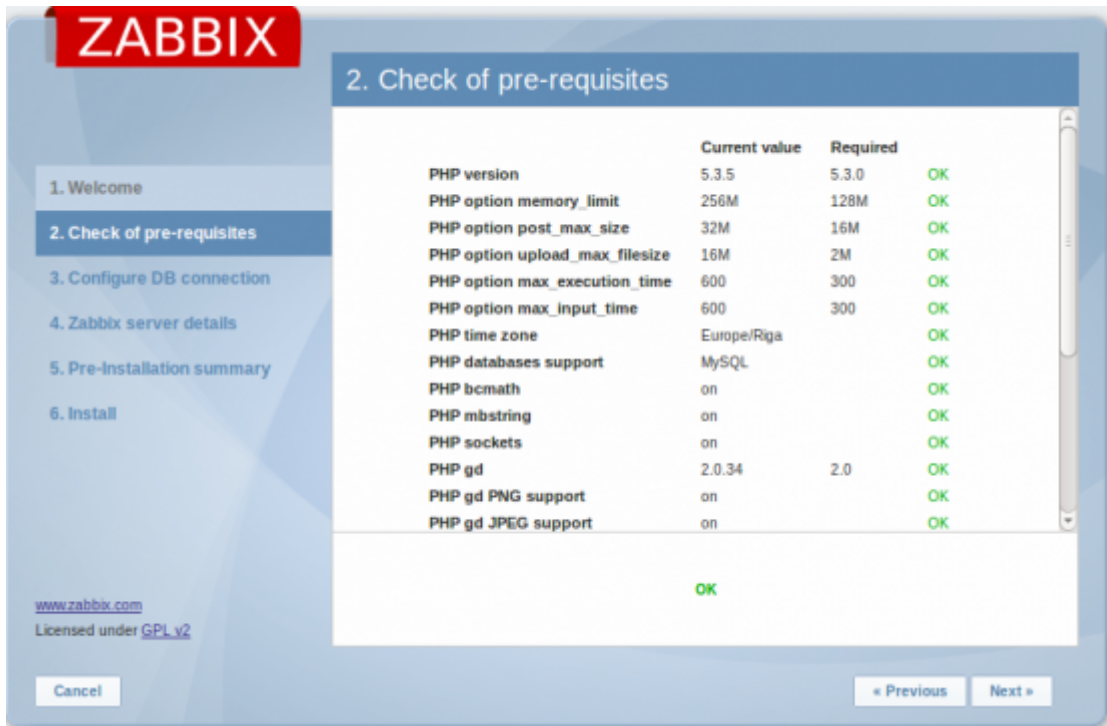 ZABBIX
2. Check of pre-requisites
1. Welcome
2. Check of pre-requisites
3. Configure DB connection
4. Zabbix server details
5. Pre-Installation summary
6. Install
Current value Required
PHP version 5.3.5 5.3.0 OK
PHP option memory_limit 256M 128M OK
PHP option post_max_size 32M 16M OK
PHP option upload_max_filesize 16M 2M OK
PHP option max_execution_time 600 300 OK
PHP option max_input_time 600 300 OK
PHP time zone Europe/Riga OK
PHP databases support MySQL OK
PHP bcmath on OK
PHP mbstring on OK
PHP sockets on OK
PHP gd 2.0.34 2.0 OK
PHP gd PNG support on OK
PHP gd JPEG support on OK
OK
www.zabbix.com
Licensed under GPL v2
Cancel
« Previous
Next »